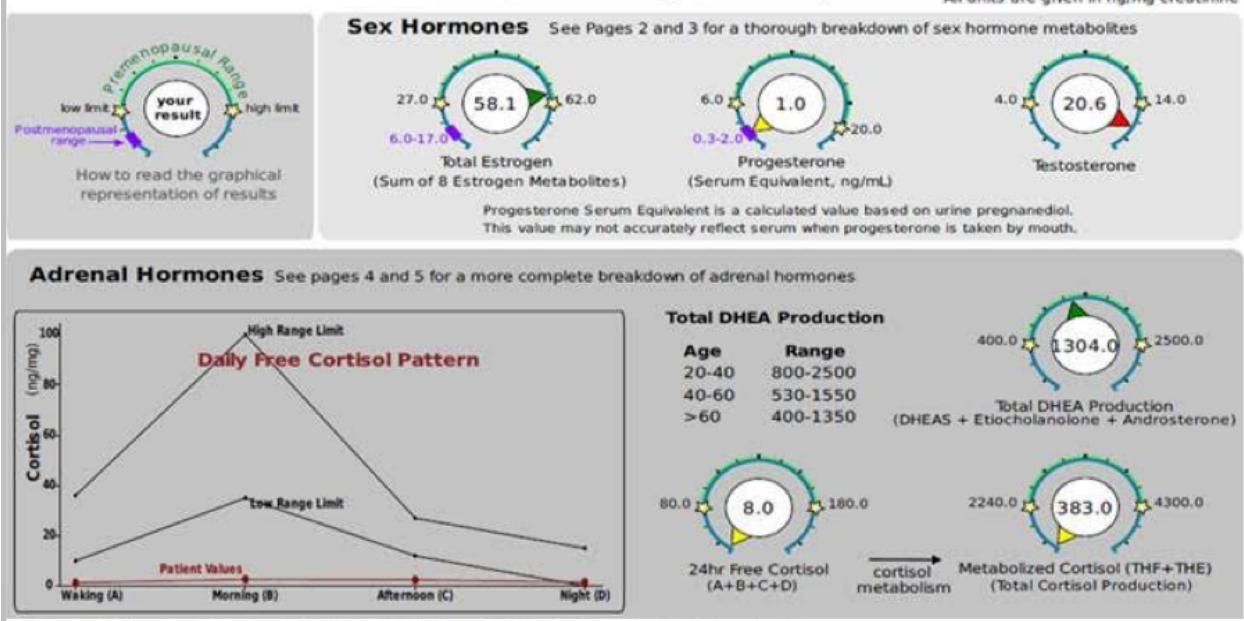 All units are given in ng/mg creatinine
Premenopausal Range
low limit
your result
high limit
Postmenopausal range
How to read the graphical
representation of results
Sex Hormones See Pages 2 and 3 for a thorough breakdown of sex hormone metabolites
27.0 58.1 62.0
6.0-17.0
Total Estrogen
(Sum of 8 Estrogen Metabolites)
6.0 1.0 20.0
0.3-2.0
Progesterone
(Serum Equivalent, ng/mL)
4.0 20.6 14.0
Testosterone
Progesterone Serum Equivalent is a calculated value based on urine pregnanediol.
This value may not accurately reflect serum when progesterone is taken by mouth.
Adrenal Hormones See pages 4 and 5 for a more complete breakdown of adrenal hormones
Daily Free Cortisol Pattern
High Range Limit
Low Range Limit
Patient Values
Cortisol (ng/mg)
100
80
60
40
20
0
Waking (A) Morning (B) Afternoon (C) Night (D)
Total DHEA Production
Age Range
20-40 800-2500
40-60 530-1550
>60 400-1350
400.0 1304.0 2500.0
Total DHEA Production
(DHEAS + Etiocholanolone + Androsterone)
80.0 8.0 180.0
24hr Free Cortisol
(A+B+C+D)
cortisol
metabolism
2240.0 383.0 4300.0
Metabolized Cortisol (THF+THE)
(Total Cortisol Production)